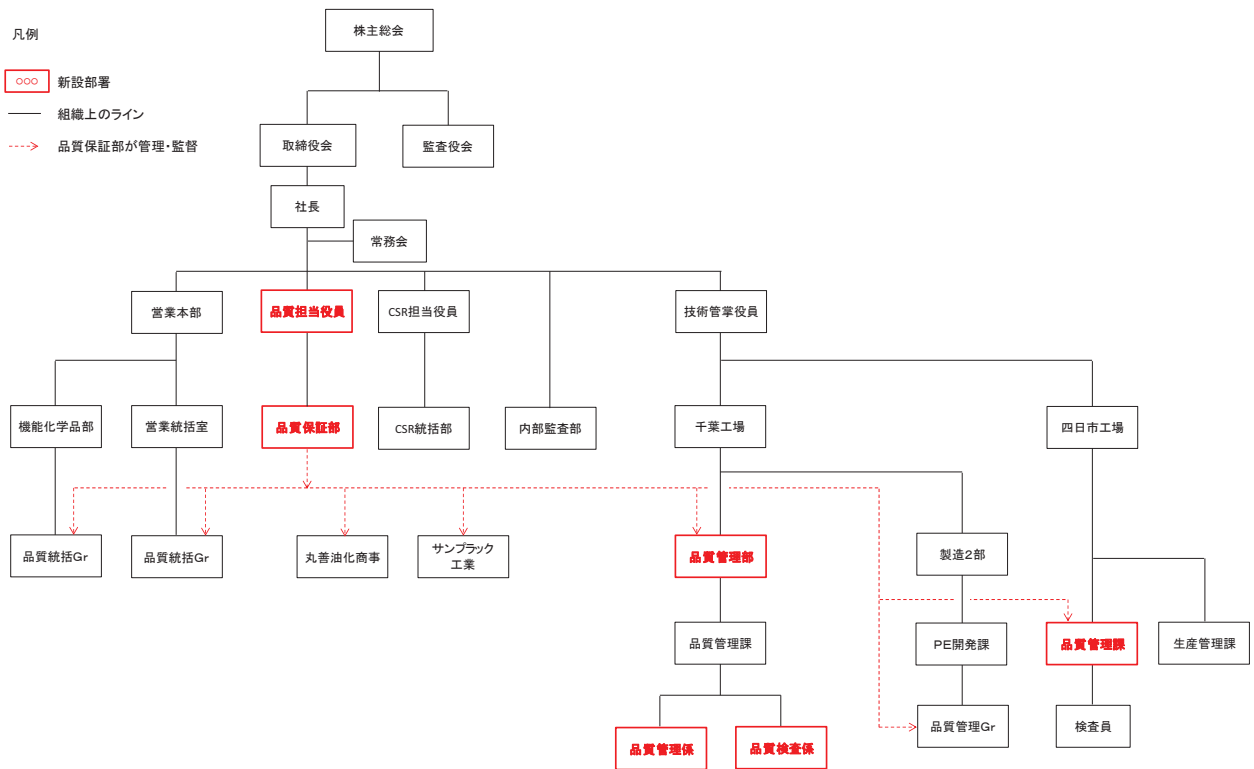 凡例
○○○ 新設部署
組織上のライン
品質保証部が管理・監督
株主総会
取締役会
監査役会
社長
常務会
営業本部
品質担当役員
CSR担当役員
技術管掌役員
機能化学品部
営業統括室
品質保証部
CSR統括部
内部監査部
千葉工場
四日市工場
品質統括Gr
品質統括Gr
丸善油化商事
サンプラック
工業
品質管理部
製造2部
品質管理課
PE開発課
品質管理課
生産管理課
品質管理係
品質検査係
品質管理Gr
検査員